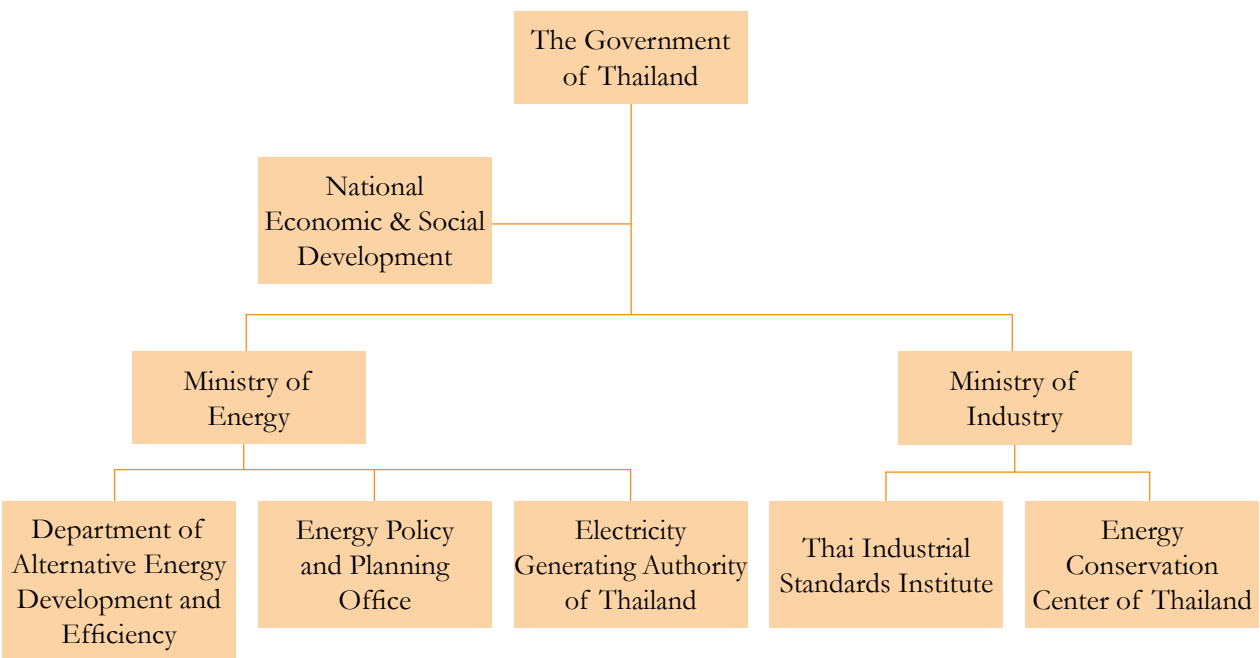 The Government
of Thailand
National
Economic & Social
Development
Ministry of
Energy
Ministry of
Industry
Department of
Alternative Energy
Development and
Efficiency
Energy Policy
and Planning
Office
Electricity
Generating Authority
of Thailand
Thai Industrial
Standards Institute
Energy
Conservation
Center of Thailand